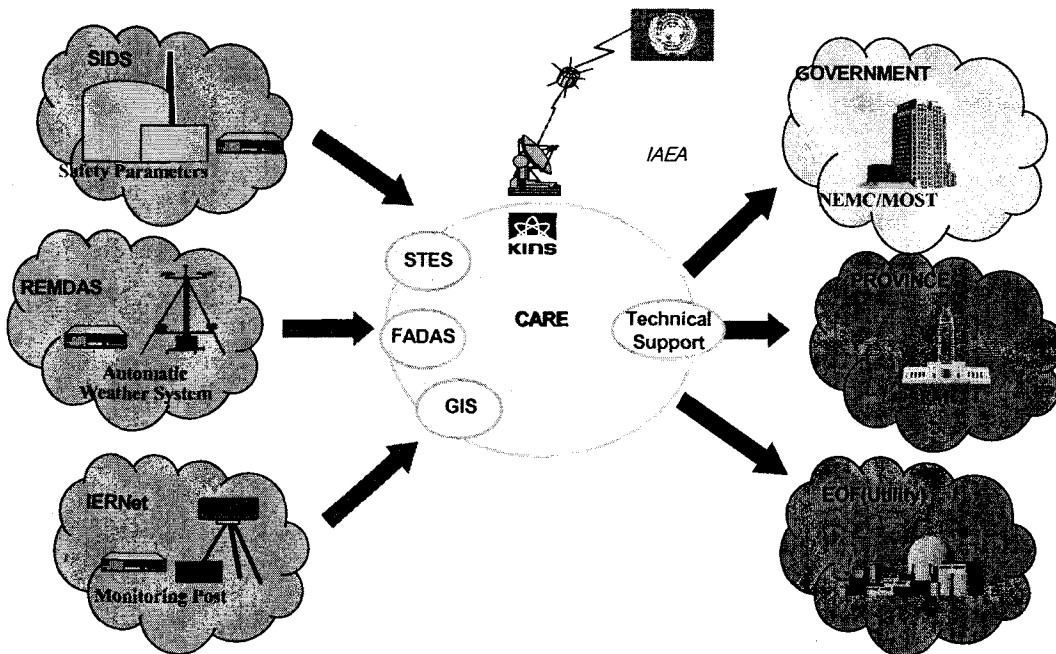 SIDS
Safety Parameters
REMDAS
Automatic
Weather System
IERNet
Monitoring Post
IAEA
KINS
STES
FADAS
GIS
CARE
Technical
Support
GOVERNMENT
NEMC/MOST
PROVINCE
EOF(Utility)